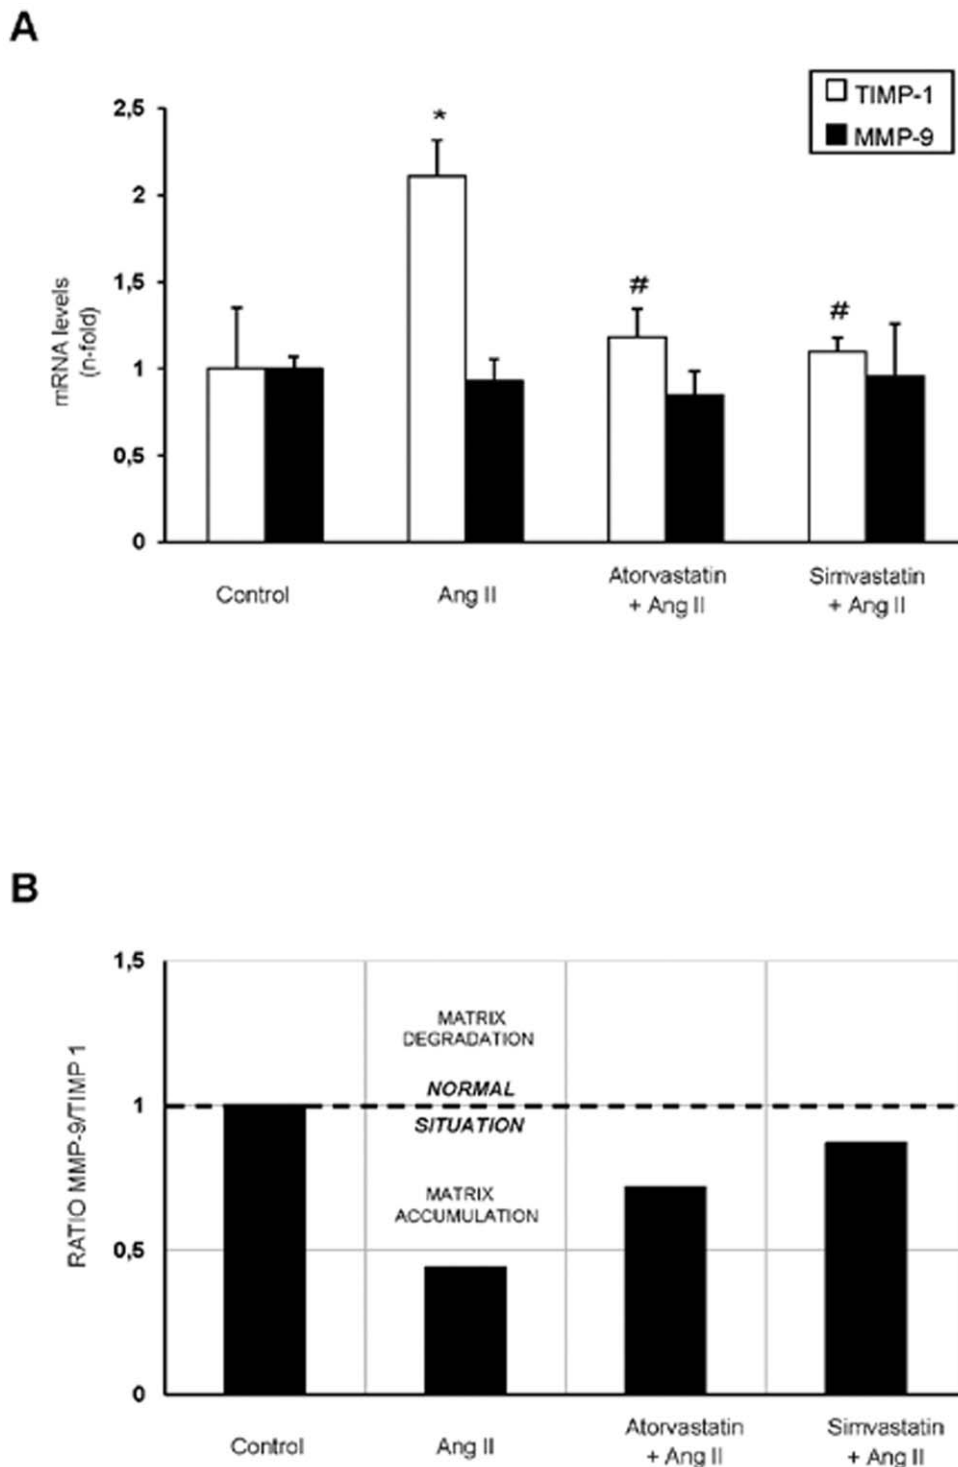 A
TIMP-1
MMP-9
2,5
2
1,5
1
0,5
0
mRNA levels
(n-fold)
*
#
#
Control
Ang II
Atorvastatin
+ Ang II
Simvastatin
+ Ang II
B
1,5
1
0,5
0
RATIO MMP-9/TIMP 1
MATRIX
DEGRADATION
NORMAL
SITUATION
MATRIX
ACCUMULATION
Control
Ang II
Atorvastatin
+ Ang II
Simvastatin
+ Ang II